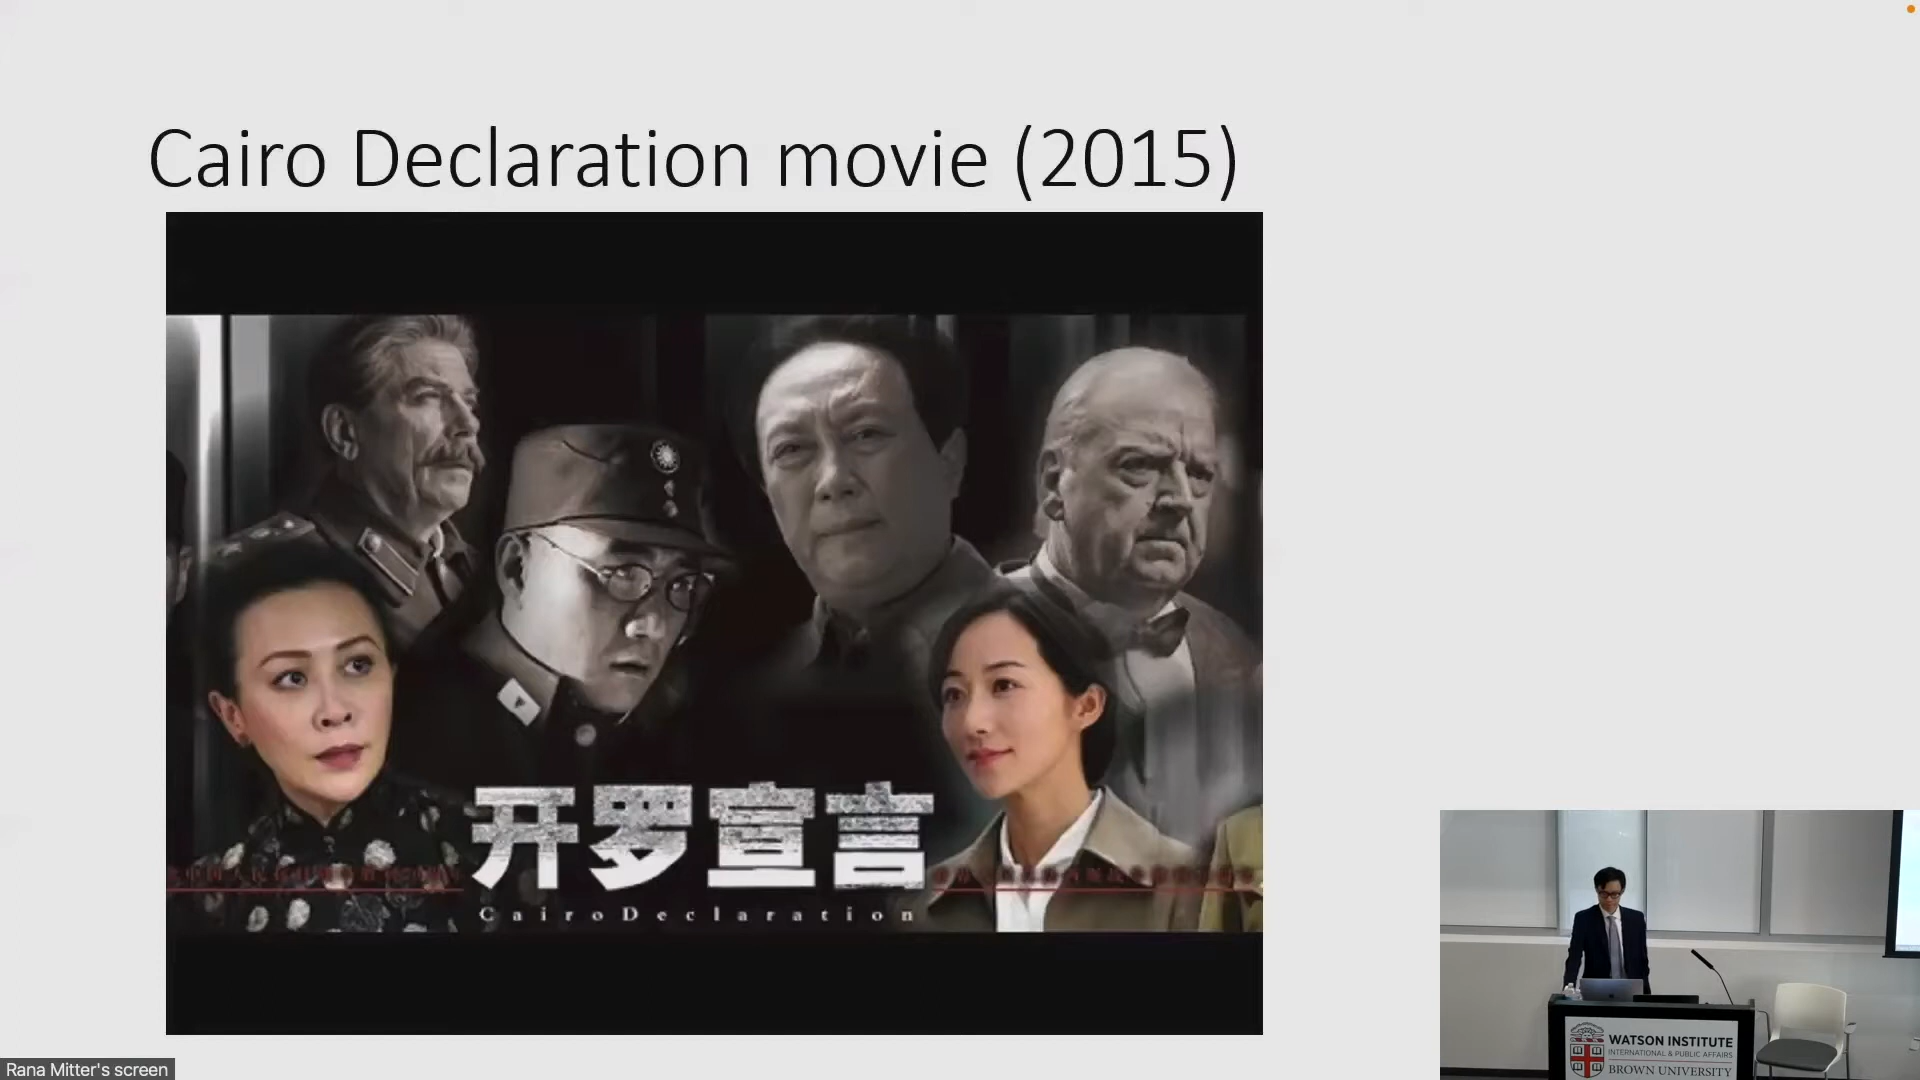 Cairo Declaration movie (2015)
开罗宣言
CairoDeclaration
WATSON INSTITUTE
INTERNATIONAL & PUBLIC AFFAIRS
BROWN UNIVERSITY
Rana Mitter's screen